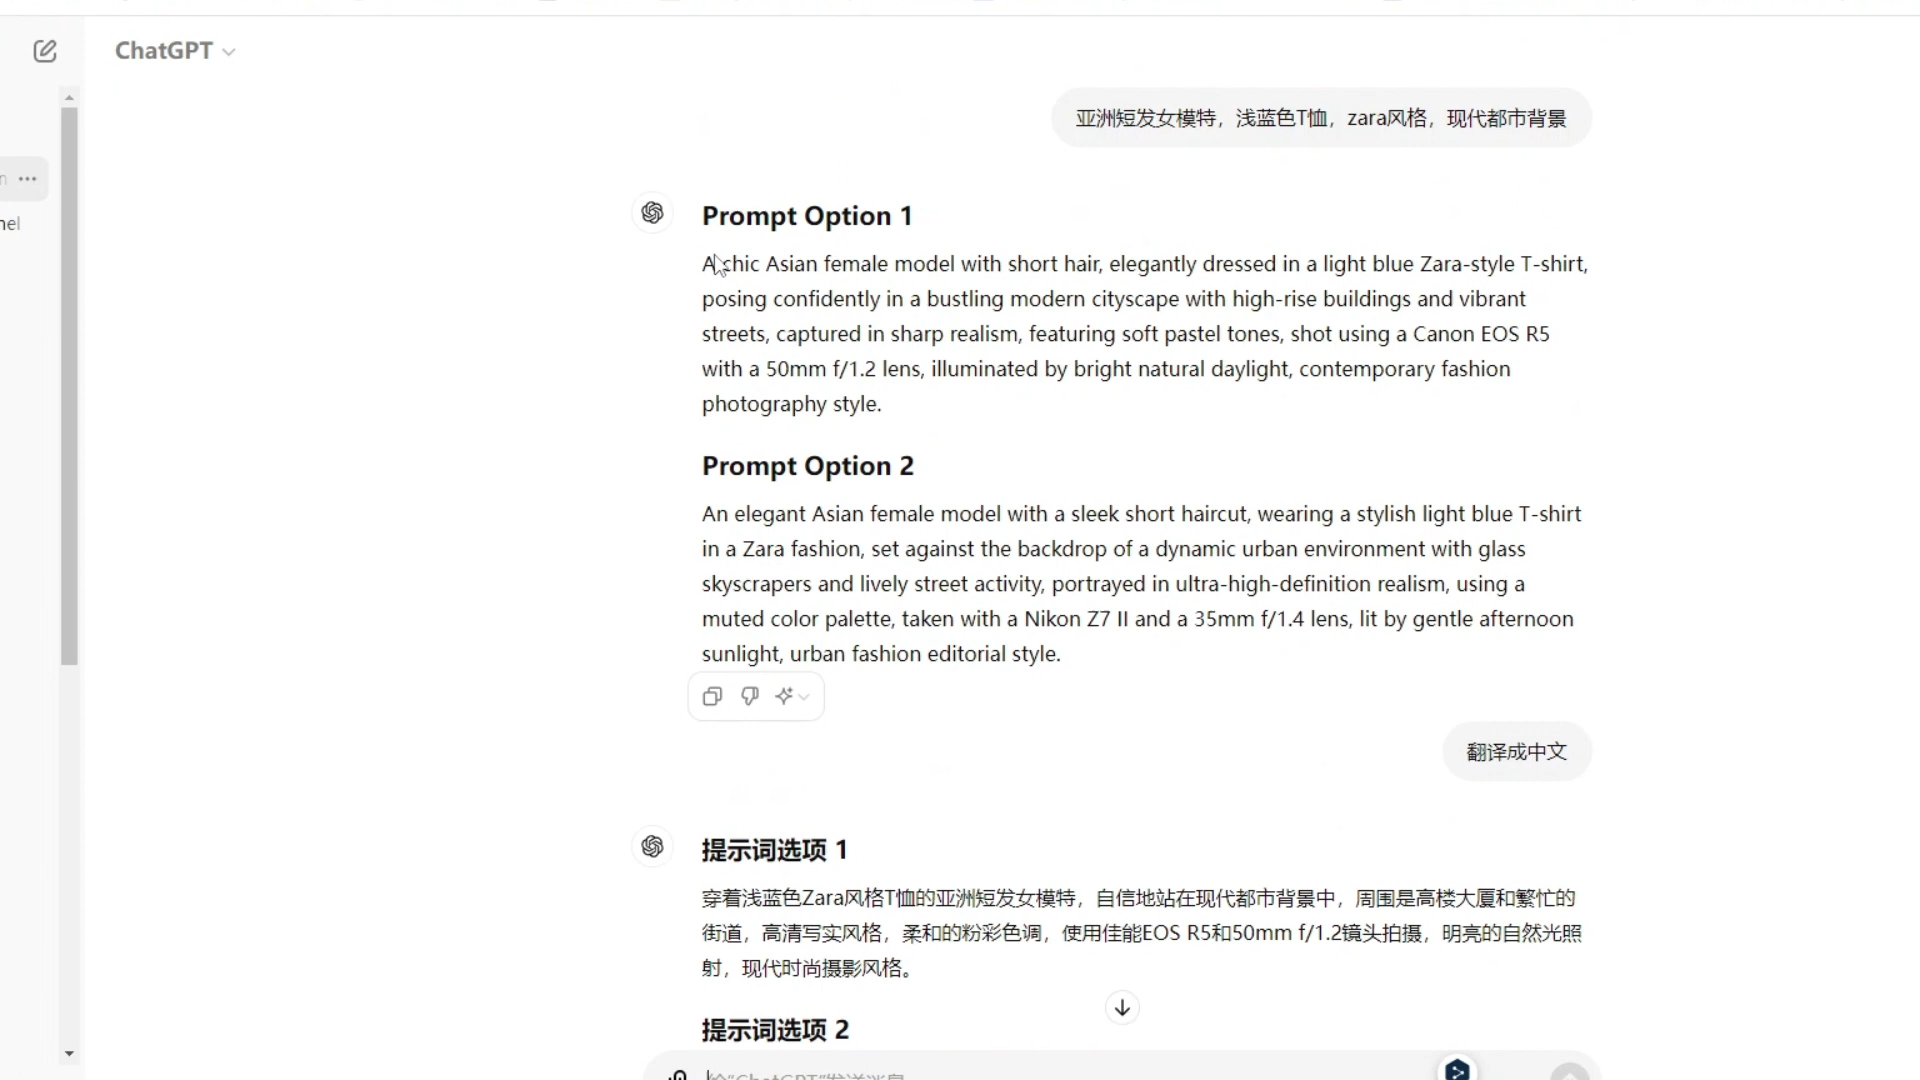 ChatGPT
亚洲短发女模特，浅蓝色T恤，zara风格，现代都市背景
nel
Prompt Option 1
A chic Asian female model with short hair, elegantly dressed in a light blue Zara-style T-shirt,
posing confidently in a bustling modern cityscape with high-rise buildings and vibrant
streets, captured in sharp realism, featuring soft pastel tones, shot using a Canon EOS R5
with a 50mm f/1.2 lens, illuminated by bright natural daylight, contemporary fashion
photography style.
Prompt Option 2
An elegant Asian female model with a sleek short haircut, wearing a stylish light blue T-shirt
in a Zara fashion, set against the backdrop of a dynamic urban environment with glass
skyscrapers and lively street activity, portrayed in ultra-high-definition realism, using a
muted color palette, taken with a Nikon Z7 II and a 35mm f/1.4 lens, lit by gentle afternoon
sunlight, urban fashion editorial style.
翻译成中文
提示词选项 1
穿着浅蓝色Zara风格T恤的亚洲短发女模特，自信地站在现代都市背景中，周围是高楼大厦和繁忙的
街道，高清写实风格，柔和的粉彩色调，使用佳能EOS R5和50mm f/1.2镜头拍摄，明亮的自然光照
射，现代时尚摄影风格。
提示词选项 2
给“ChatGPT”发送消息